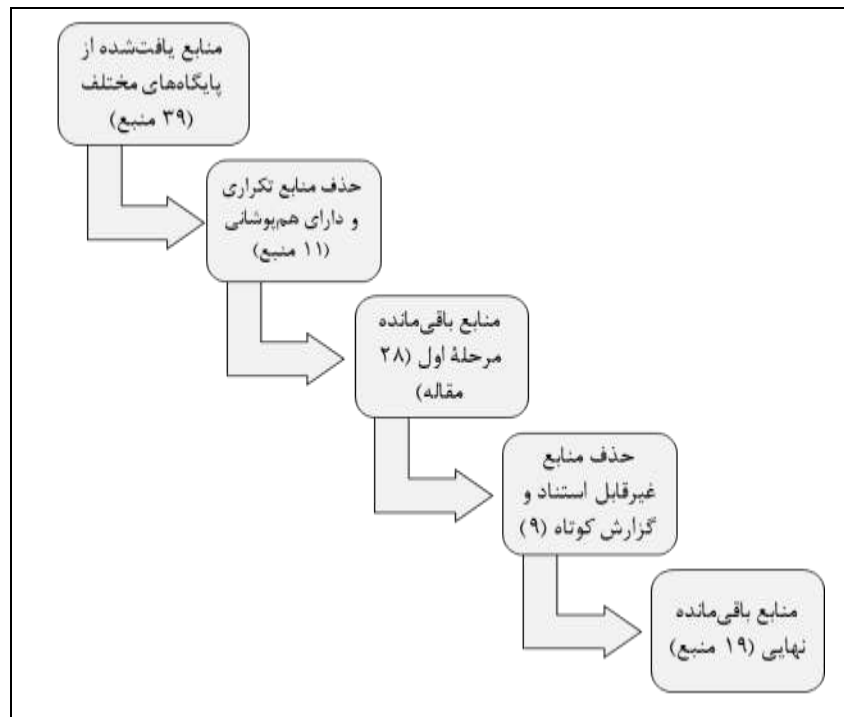 منابع یافت‌شده از
پایگاه‌های مختلف
(۳۹ منبع)
حذف منابع تکراری
و دارای هم‌پوشانی
(۱۱ منبع)
منابع باقی‌مانده
مرحلۀ اول (۲۸
مقاله)
حذف منابع
غیرقابل استناد و
گزارش کوتاه (۹)
منابع باقی‌مانده
نهایی (۱۹ منبع)